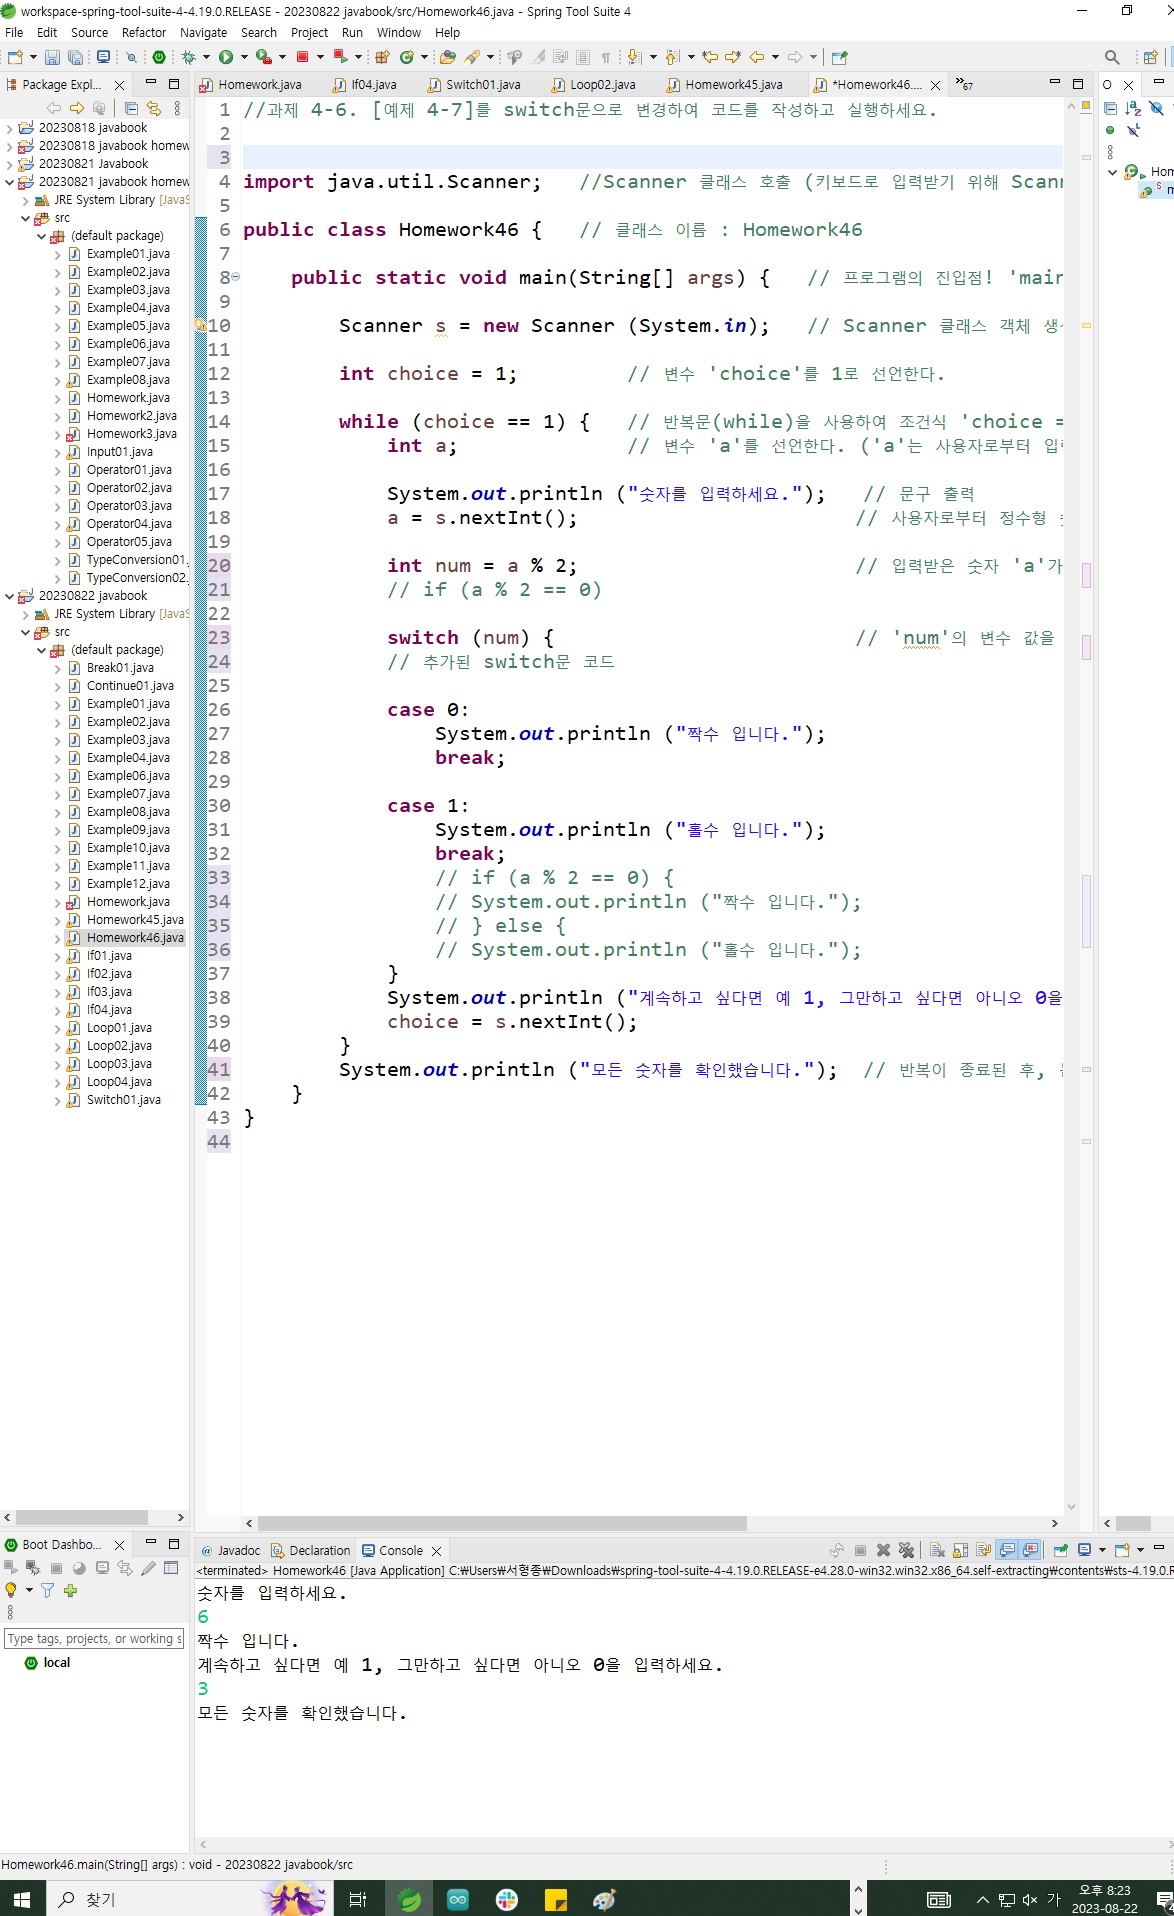 workspace-spring-tool-suite-4-4.19.0.RELEASE - 20230822 javabook/src/Homework46.java - Spring Tool Suite 4
File Edit Source Refactor Navigate Search Project Run Window Help
Package Expl...
Homework.java If04.java Switch01.java Loop02.java Homework45.java *Homework46.... 67
20230818 javabook
20230818 javabook homew
20230821 Javabook
20230821 javabook homew
JRE System Library [JavaS
src
(default package)
Example01.java
Example02.java
Example03.java
Example04.java
Example05.java
Example06.java
Example07.java
Example08.java
Homework.java
Homework2.java
Homework3.java
Input01.java
Operator01.java
Operator02.java
Operator03.java
Operator04.java
Operator05.java
TypeConversion01.
TypeConversion02.
20230822 javabook
JRE System Library [JavaS
src
(default package)
Break01.java
Continue01.java
Example01.java
Example02.java
Example03.java
Example04.java
Example06.java
Example07.java
Example08.java
Example09.java
Example10.java
Example11.java
Example12.java
Homework.java
Homework45.java
Homework46.java
If01.java
If02.java
If03.java
If04.java
Loop01.java
Loop02.java
Loop03.java
Loop04.java
Switch01.java
1 //과제 4-6. [예제 4-7]를 switch문으로 변경하여 코드를 작성하고 실행하세요.
2
3
4 import java.util.Scanner; //Scanner 클래스 호출 (키보드로 입력받기 위해 Scann
5
6 public class Homework46 { // 클래스 이름 : Homework46
7
8 public static void main(String[] args) { // 프로그램의 진입점! 'main
9
10 Scanner s = new Scanner (System.in); // Scanner 클래스 객체 생
11
12 int choice = 1; // 변수 'choice'를 1로 선언한다.
13
14 while (choice == 1) { // 반복문(while)을 사용하여 조건식 'choice =
15 int a; // 변수 'a'를 선언한다. ('a'는 사용자로부터 입력
16
17 System.out.println ("숫자를 입력하세요."); // 문구 출력
18 a = s.nextInt(); // 사용자로부터 정수형
19
20 int num = a % 2; // 입력받은 숫자 'a'가
21 // if (a % 2 == 0)
22
23 switch (num) { // 'num'의 변수 값을
24 // 추가된 switch문 코드
25
26 case 0:
27 System.out.println ("짝수 입니다.");
28 break;
29
30 case 1:
31 System.out.println ("홀수 입니다.");
32 break;
33 // if (a % 2 == 0) {
34 // System.out.println ("짝수 입니다.");
35 // } else {
36 // System.out.println ("홀수 입니다.");
37 }
38 System.out.println ("계속하고 싶다면 예 1, 그만하고 싶다면 아니오 0을
39 choice = s.nextInt();
40 }
41 System.out.println ("모든 숫자를 확인했습니다."); // 반복이 종료된 후,
42 }
43 }
44
Hom
m
Boot Dashbo...
Type tags, projects, or working s
local
@ Javadoc Declaration Console
<terminated> Homework46 [Java Application] C:₩Users₩서형종₩Downloads₩spring-tool-suite-4-4.19.0.RELEASE-e4.28.0-win32.win32.x86_64.self-extracting₩contents₩sts-4.19.0.R
숫자를 입력하세요.
6
짝수 입니다.
계속하고 싶다면 예 1, 그만하고 싶다면 아니오 0을 입력하세요.
3
모든 숫자를 확인했습니다.
Homework46.main(String[] args) : void - 20230822 javabook/src
찾기
가
오후 8:23
2023-08-22